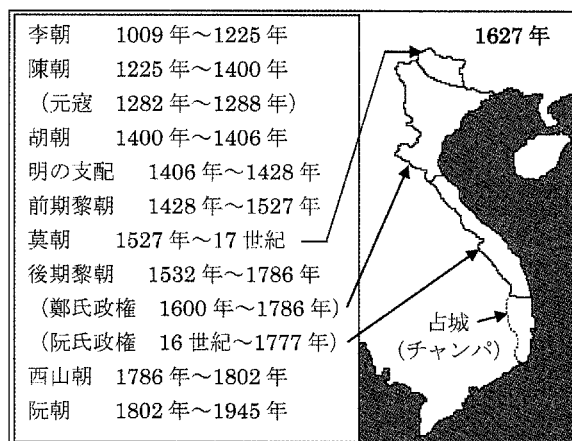 李朝 1009 年～1225 年
陳朝 1225 年～1400 年
（元寇 1282 年～1288 年）
胡朝 1400 年～1406 年
明の支配 1406 年～1428 年
前期黎朝 1428 年～1527 年
莫朝 1527 年～17 世紀
後期黎朝 1532 年～1786 年
（鄭氏政権 1600 年～1786 年）
（阮氏政権 16 世紀～1777 年）
西山朝 1786 年～1802 年
阮朝 1802 年～1945 年
1627 年
占城
（チャンパ）